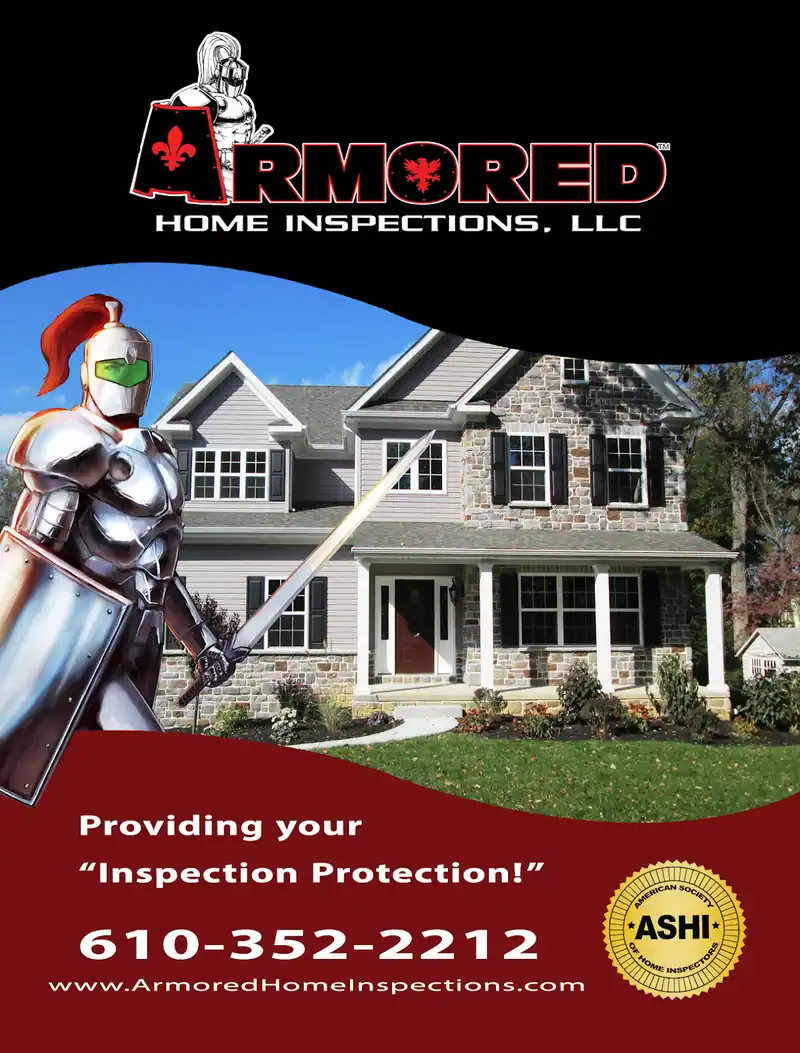 ARMORED™
HOME INSPECTIONS, LLC
Providing your
“Inspection Protection!”
610-352-2212
www.ArmoredHomeInspections.com
AMERICAN SOCIETY
ASHI
OF HOME INSPECTORS